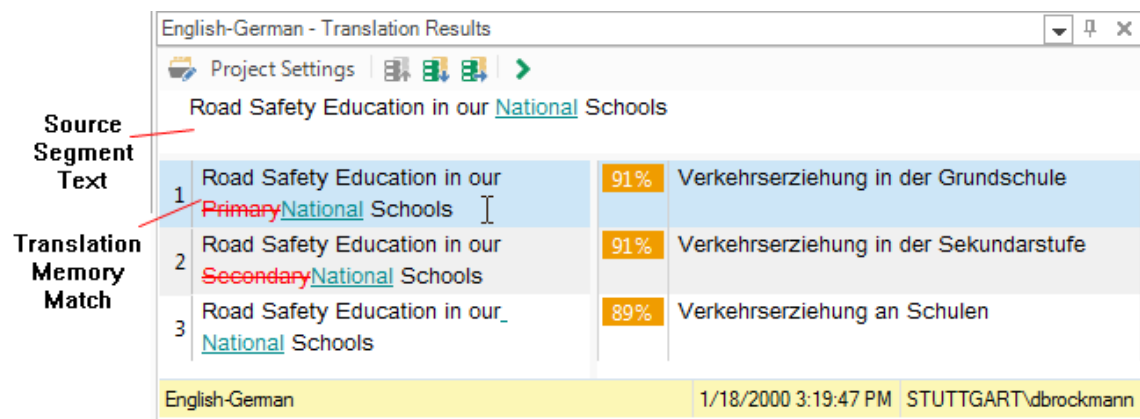 English-German - Translation Results
Project Settings
Road Safety Education in our National Schools
Source
Segment
Text
1 Road Safety Education in our
PrimaryNational Schools
91% Verkehrserziehung in der Grundschule
Translation
Memory
Match
2 Road Safety Education in our
SecondaryNational Schools
91% Verkehrserziehung in der Sekundarstufe
3 Road Safety Education in our
National Schools
89% Verkehrserziehung an Schulen
English-German 1/18/2000 3:19:47 PM STUTTGART\dbrockmann